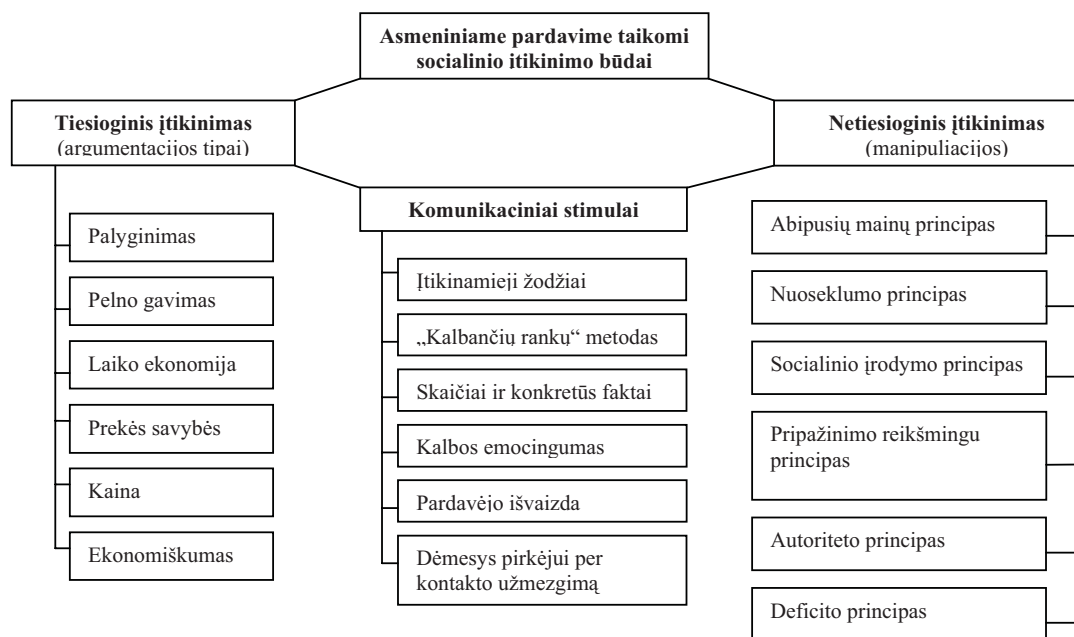 Asmeniniame pardavime taikomi
socialinio įtikinimo būdai
Tiesioginis įtikinimas
(argumentacijos tipai)
Netiesioginis įtikinimas
(manipuliacijos)
Komunikaciniai stimulai
Palyginimas
Pelno gavimas
Laiko ekonomija
Prekės savybės
Kaina
Ekonomiškumas
Įtikinamieji žodžiai
„Kalbančių rankų“ metodas
Skaičiai ir konkretūs faktai
Kalbos emocingumas
Pardavėjo išvaizda
Dėmesys pirkėjui per
kontakto užmezgimą
Abipusių mainų principas
Nuoseklumo principas
Socialinio įrodymo principas
Pripažinimo reikšmingu
principas
Autoriteto principas
Deficito principas